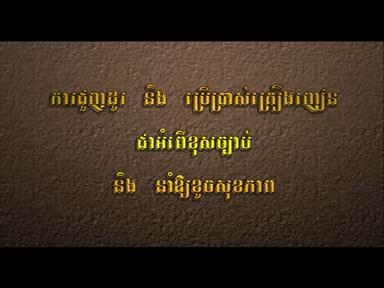 ការជួញដូរ និង ប្រើប្រាស់គ្រឿងញៀន
ជាអំពើខុសច្បាប់
និង នាំឱ្យខូចសុខភាព